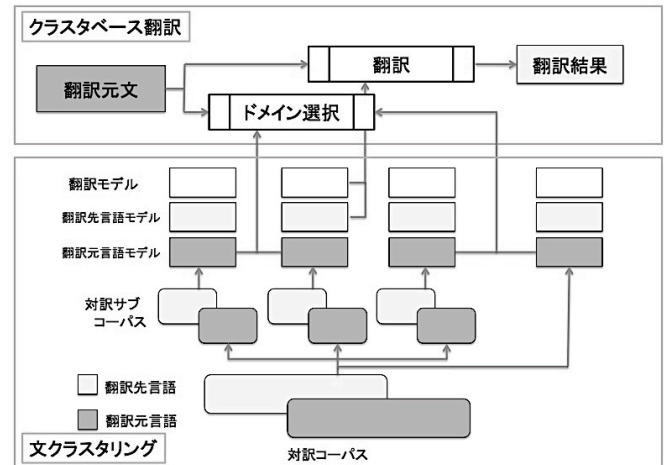 クラスタベース翻訳
翻訳元文
翻訳
翻訳結果
ドメイン選択
翻訳モデル
翻訳先言語モデル
翻訳元言語モデル
対訳サブ
コーパス
翻訳先言語
翻訳元言語
文クラスタリング
対訳コーパス